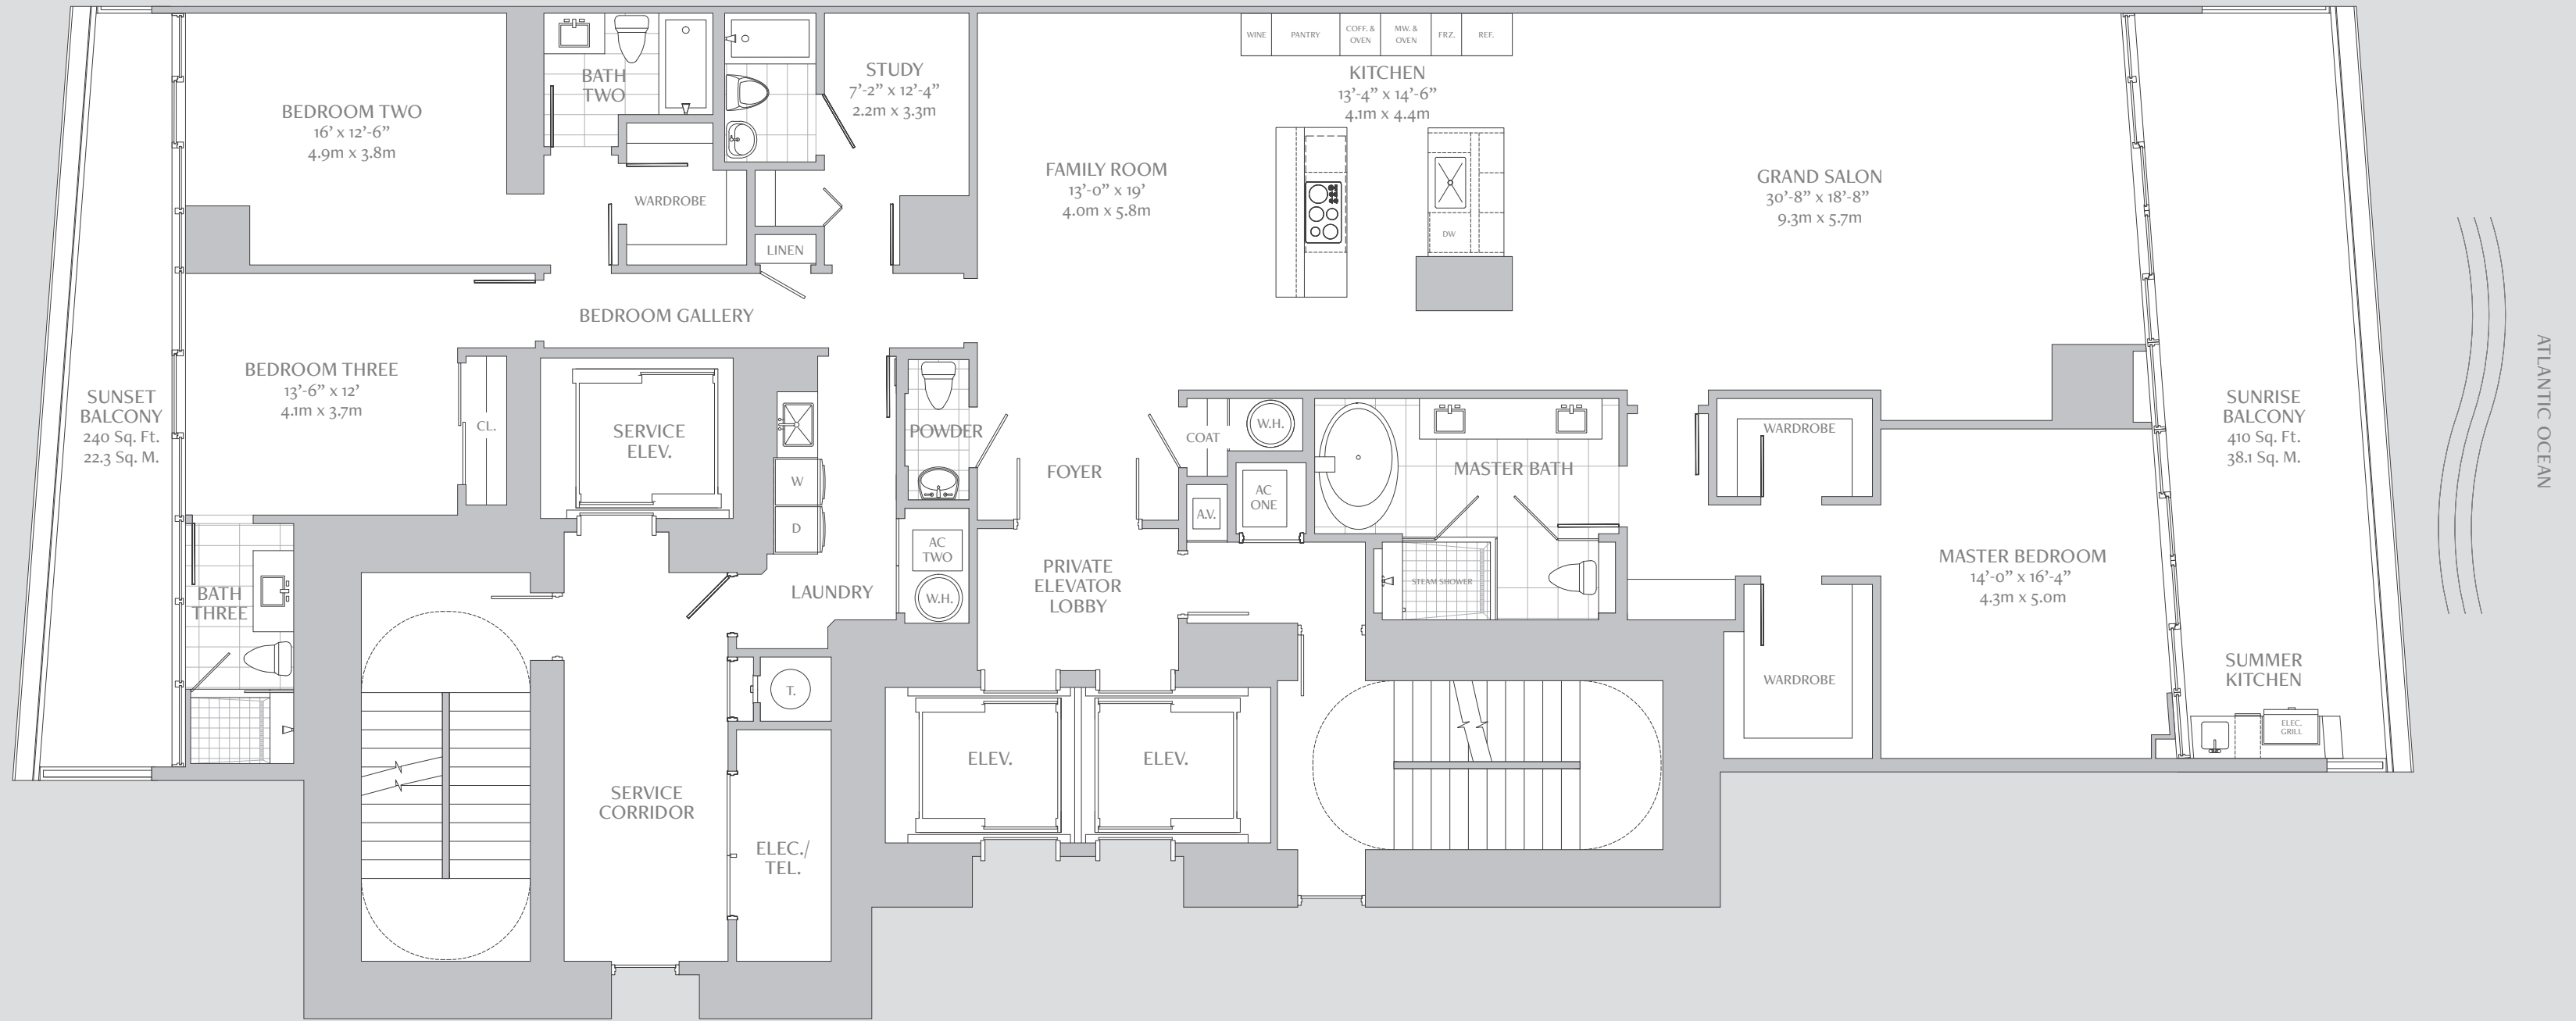 BEDROOM TWO
16’ x 12’-6”
4.9m x 3.8m
BATH
TWO
WARDROBE
LINEN
STUDY
7’-2” x 12’-4”
2.2m x 3.3m
FAMILY ROOM
13’-0” x 19’
4.0m x 5.8m
WINE
PANTRY
COFF. &
OVEN
MW. &
OVEN
FRZ.
REF.
KITCHEN
13’-4” x 14’-6”
4.1m x 4.4m
DW
GRAND SALON
30’-8” x 18’-8”
9.3m x 5.7m
BEDROOM GALLERY
SUNSET
BALCONY
240 Sq. Ft.
22.3 Sq. M.
BEDROOM THREE
13’-6” x 12’
4.1m x 3.7m
CL.
SERVICE
ELEV.
W
D
POWDER
FOYER
COAT
W.H.
A.V.
AC
ONE
MASTER BATH
STEAM SHOWER
WARDROBE
SUNRISE
BALCONY
410 Sq. Ft.
38.1 Sq. M.
ATLANTIC OCEAN
BATH
THREE
LAUNDRY
AC
TWO
W.H.
PRIVATE
ELEVATOR
LOBBY
MASTER BEDROOM
14’-0” x 16’-4”
4.3m x 5.0m
T.
WARDROBE
SUMMER
KITCHEN
ELEC.
GRILL
SERVICE
CORRIDOR
ELEC./
TEL.
ELEV.
ELEV.